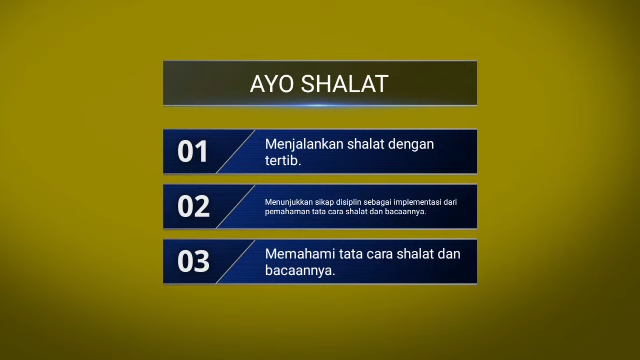 AYO SHALAT
01
Menjalankan shalat dengan
tertib.
02
Menunjukkan sikap disiplin sebagai implementasi dari
pemahaman tata cara shalat dan bacaannya.
03
Memahami tata cara shalat dan
bacaannya.